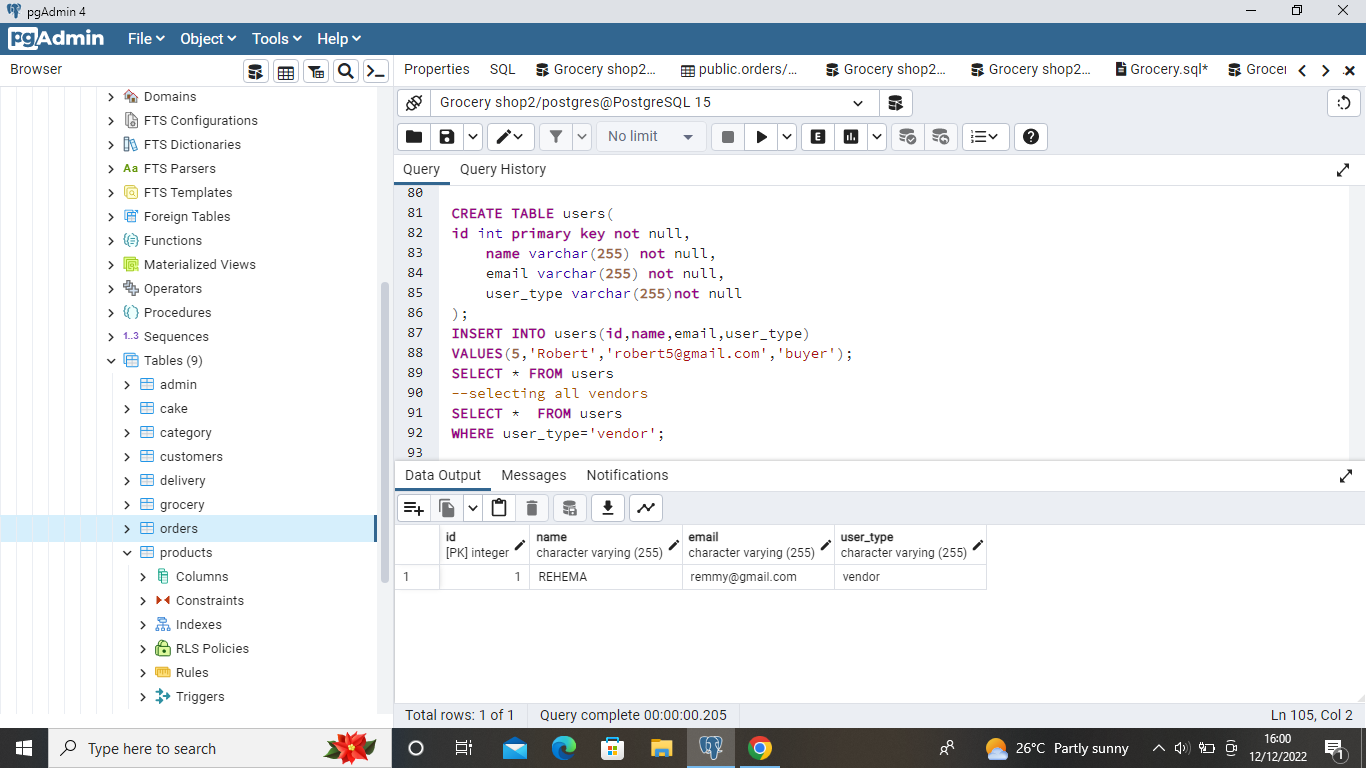 pgAdmin 4
pgAdmin File Object Tools Help
Browser
Properties SQL Grocery shop2... public.orders/... Grocery shop2... Grocery shop2... Grocery.sql* Grocer
Grocery shop2/postgres@PostgreSQL 15
No limit
E
Query Query History
Domains
FTS Configurations
FTS Dictionaries
Aa FTS Parsers
FTS Templates
Foreign Tables
Functions
Materialized Views
Operators
Procedures
1..3 Sequences
Tables (9)
admin
cake
category
customers
delivery
grocery
orders
products
Columns
Constraints
Indexes
RLS Policies
Rules
Triggers
80
81 CREATE TABLE users(
82 id int primary key not null,
83 name varchar(255) not null,
84 email varchar(255) not null,
85 user_type varchar(255)not null
86 );
87 INSERT INTO users(id,name,email,user_type)
88 VALUES(5,'Robert','robert5@gmail.com','buyer');
89 SELECT * FROM users
90 --selecting all vendors
91 SELECT *  FROM users
92 WHERE user_type='vendor';
93
Data Output Messages Notifications
id name email user_type
[PK] integer character varying (255) character varying (255) character varying (255)
1 1 REHEMA remmy@gmail.com vendor
Total rows: 1 of 1 Query complete 00:00:00.205 Ln 105, Col 2
Type here to search
26°C Partly sunny
16:00
12/12/2022
1